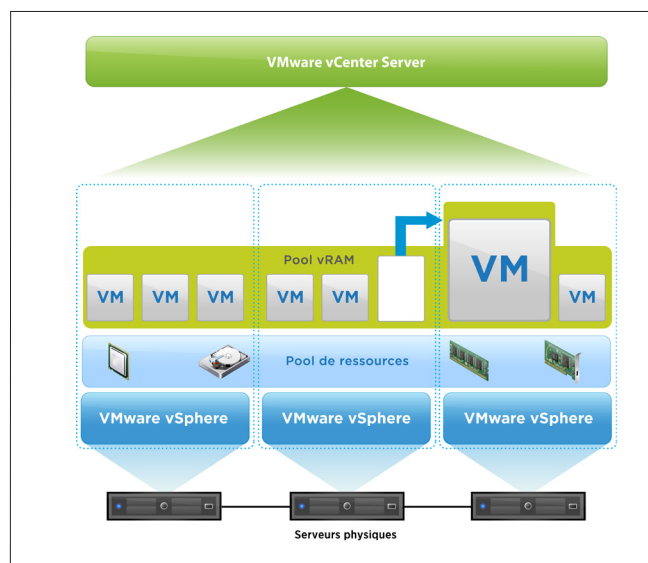 VMware vCenter Server
Pool vRAM
VM
VM
VM
VM
VM
VM
VM
Pool de ressources
VMware vSphere
VMware vSphere
VMware vSphere
Serveurs physiques